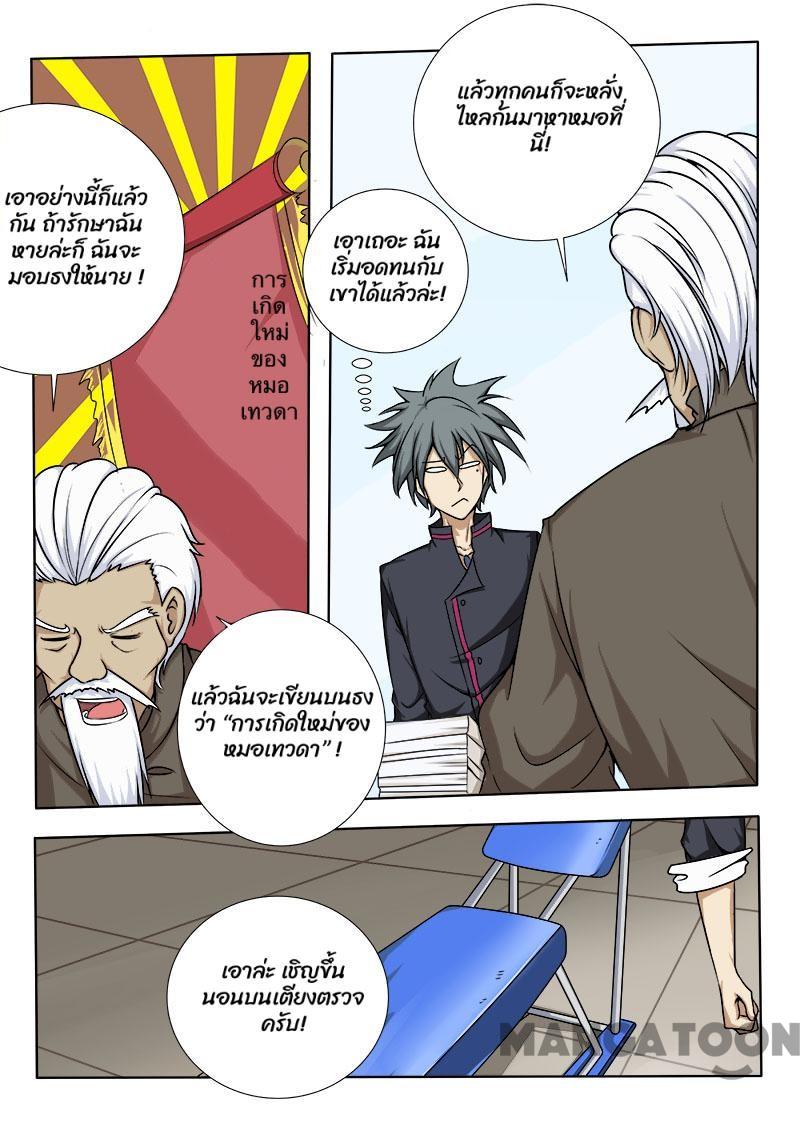 เอาอย่างนี้ก็แล้ว
กัน ถ้ารักษาฉัน
หายล่ะก็ ฉันจะ
มอบธงให้นาย !
การ
เกิด
ใหม่
ของ
หมอ
เทวดา
แล้วฉันจะเขียนบนธง
ว่า “การเกิดใหม่ของ
หมอเทวดา” !
แล้วทุกคนก็จะหลั่ง
ไหลกันมาหาหมอที่
นี่!
เอาเถอะ ฉัน
เริ่มอดทนกับ
เขาได้แล้วล่ะ!
เอาล่ะ เชิญขึ้น
นอนบนเตียงตรวจ
ครับ!
MANGATOON